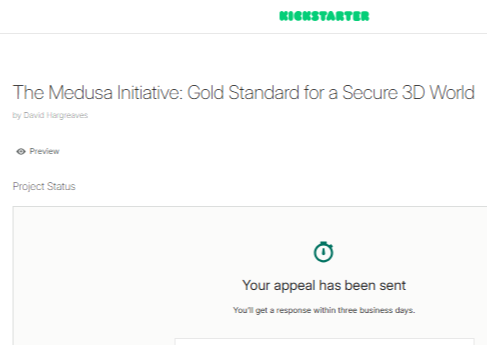 KICKSTARTER
The Medusa Initiative: Gold Standard for a Secure 3D World
by David Hargreaves
Preview
Project Status
Your appeal has been sent
You'll get a response within three business days.